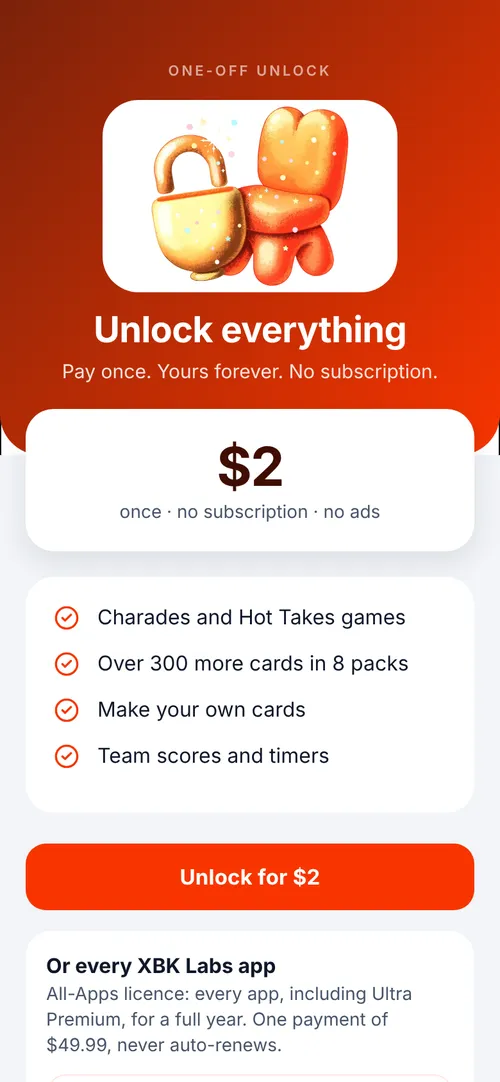 ONE-OFF UNLOCK
Unlock everything
Pay once. Yours forever. No subscription.
$2
once · no subscription · no ads
Charades and Hot Takes games
Over 300 more cards in 8 packs
Make your own cards
Team scores and timers
Unlock for $2
Or every XBK Labs app
All-Apps licence: every app, including Ultra
Premium, for a full year. One payment of
$49.99, never auto-renews.